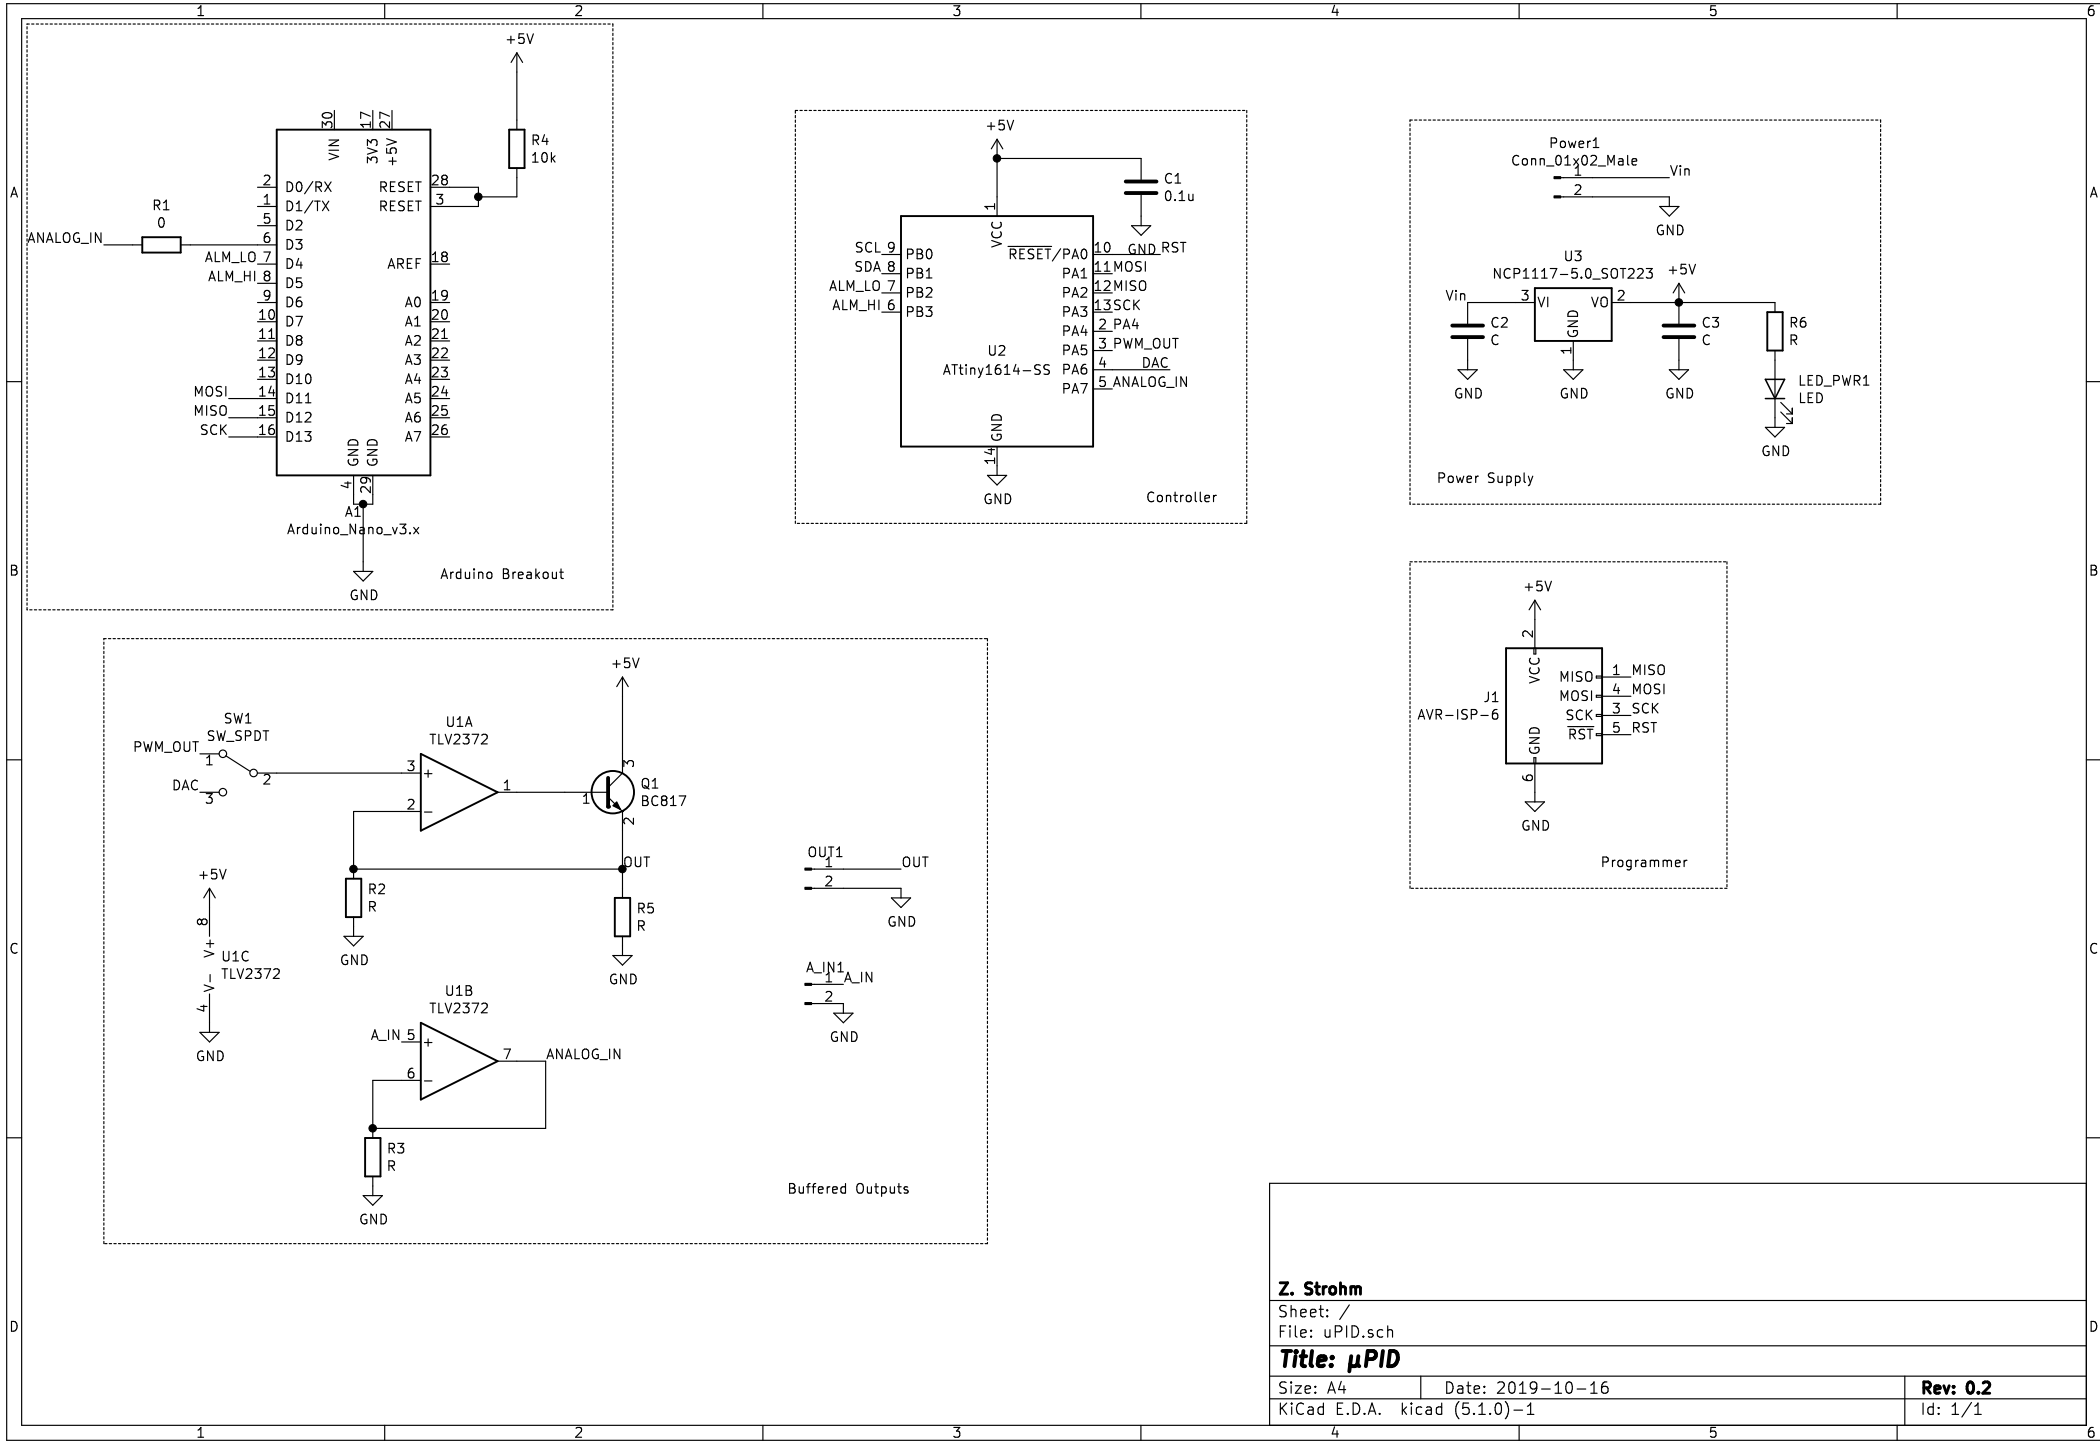 1 2 3 4 5 6
A
B
C
D
+5V
R4
10k
30 17 27
VIN 3V3 +5V
2 D0/RX
1 D1/TX
5 D2
6 D3
ALM_LO 7 D4
ALM_HI 8 D5
9 D6
10 D7
11 D8
12 D9
13 D10
MOSI 14 D11
MISO 15 D12
SCK 16 D13
RESET 28
RESET 3
AREF 18
A0 19
A1 20
A2 21
A3 22
A4 23
A5 24
A6 25
A7 26
GND GND
4 29
R1
0
ANALOG_IN
A1
Arduino_Nano_v3.x
GND
Arduino Breakout
+5V
C1
0.1u
GND
1
VCC
SCL 9 PB0
SDA 8 PB1
ALM_LO 7 PB2
ALM_HI 6 PB3
RESET/PA0 10 RST
PA1 11 MOSI
PA2 12 MISO
PA3 13 SCK
PA4 2 PA4
PA5 3 PWM_OUT
PA6 4 DAC
PA7 5 ANALOG_IN
U2
ATtiny1614-SS
GND
14
GND
Controller
Power1
Conn_01x02_Male
1 Vin
2
GND
U3
NCP1117-5.0_SOT223
+5V
Vin 3 VI VO 2
GND
1
C2
C
C3
C
R6
R
LED_PWR1
LED
GND
GND
GND
GND
Power Supply
+5V
2
VCC
J1
AVR-ISP-6
MISO 1 MISO
MOSI 4 MOSI
SCK 3 SCK
RST 5 RST
GND
6
GND
Programmer
+5V
SW1
SW_SPDT
PWM_OUT 1
2
DAC 3
U1A
TLV2372
3 +
2 -
1
1
3
2
Q1
BC817
OUT
R2
R
GND
R5
R
GND
+5V
8
V+
V-
4
U1C
TLV2372
GND
U1B
TLV2372
A_IN 5 +
6 -
7 ANALOG_IN
R3
R
GND
OUT1
1 OUT
2
GND
A_IN1
1 A_IN
2
GND
Buffered Outputs
Z. Strohm
Sheet: /
File: uPID.sch
Title: µPID
Size: A4 Date: 2019-10-16 Rev: 0.2
KiCad E.D.A. kicad (5.1.0)-1 Id: 1/1
A
B
C
D
1 2 3 4 5 6